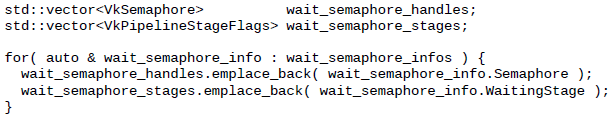 std::vector<VkSemaphore>          wait_semaphore_handles;
std::vector<VkPipelineStageFlags> wait_semaphore_stages;

for( auto & wait_semaphore_info : wait_semaphore_infos ) {
  wait_semaphore_handles.emplace_back( wait_semaphore_info.Semaphore );
  wait_semaphore_stages.emplace_back( wait_semaphore_info.WaitingStage );
}